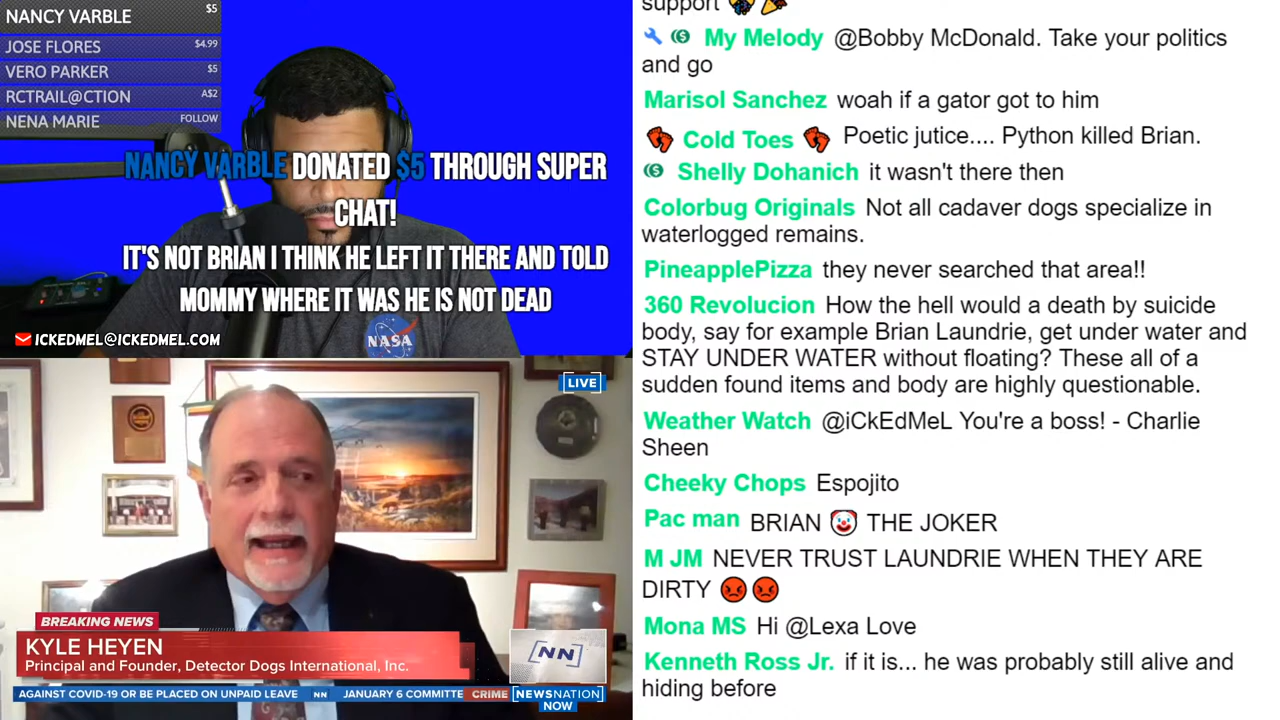 NANCY VARBLE $5
JOSE FLORES $4.99
VERO PARKER $5
RCTRAIL@CTION A$2
NENA MARIE FOLLOW
NANCY VARBLE DONATED $5 THROUGH SUPER
CHAT!
IT'S NOT BRIAN I THINK HE LEFT IT THERE AND TOLD
MOMMY WHERE IT WAS HE IS NOT DEAD
NASA
ICKEDMEL@ICKEDMEL.COM
LIVE
BREAKING NEWS
KYLE HEYEN
Principal and Founder, Detector Dogs International, Inc.
NN
AGAINST COVID-19 OR BE PLACED ON UNPAID LEAVE NN JANUARY 6 COMMITTE CRIME NEWSNATION
NOW
support
My Melody @Bobby McDonald. Take your politics
and go
Marisol Sanchez woah if a gator got to him
Cold Toes Poetic jutice.... Python killed Brian.
Shelly Dohanich it wasn't there then
Colorbug Originals Not all cadaver dogs specialize in
waterlogged remains.
PineapplePizza they never searched that area!!
360 Revolucion How the hell would a death by suicide
body, say for example Brian Laundrie, get under water and
STAY UNDER WATER without floating? These all of a
sudden found items and body are highly questionable.
Weather Watch @iCkEdMeL You're a boss! - Charlie
Sheen
Cheeky Chops Espojito
Pac man BRIAN 🤡 THE JOKER
M JM NEVER TRUST LAUNDRIE WHEN THEY ARE
DIRTY 😡😡
Mona MS Hi @Lexa Love
Kenneth Ross Jr. if it is... he was probably still alive and
hiding before